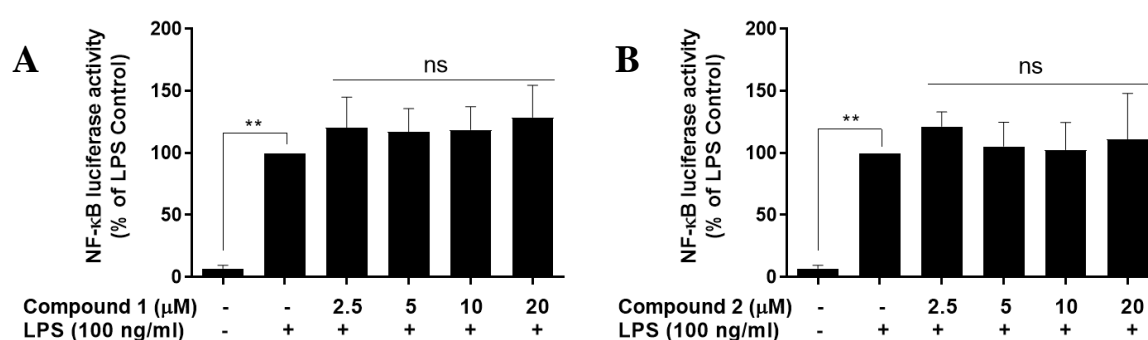 A
NF-κB luciferase activity
(% of LPS Control)
200
150
100
50
0
**
ns
Compound 1 (μM) - - 2.5 5 10 20
LPS (100 ng/ml) - + + + + +
B
NF-κB luciferase activity
(% of LPS Control)
200
150
100
50
0
**
ns
Compound 2 (μM) - - 2.5 5 10 20
LPS (100 ng/ml) - + + + + +